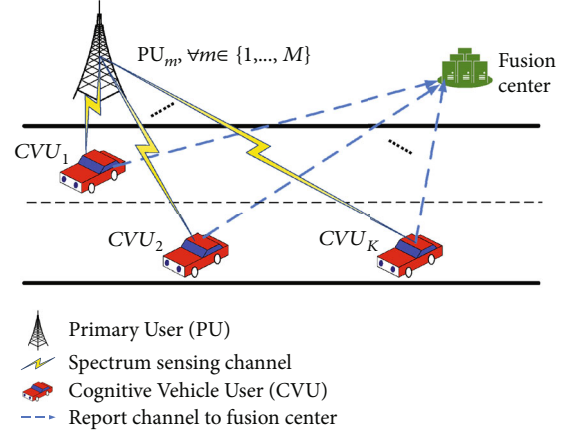 PUₘ, ∀m∈ {1,..., M}
Fusion
center
CVU₁
CVU₂
CVU_K
Primary User (PU)
Spectrum sensing channel
Cognitive Vehicle User (CVU)
Report channel to fusion center